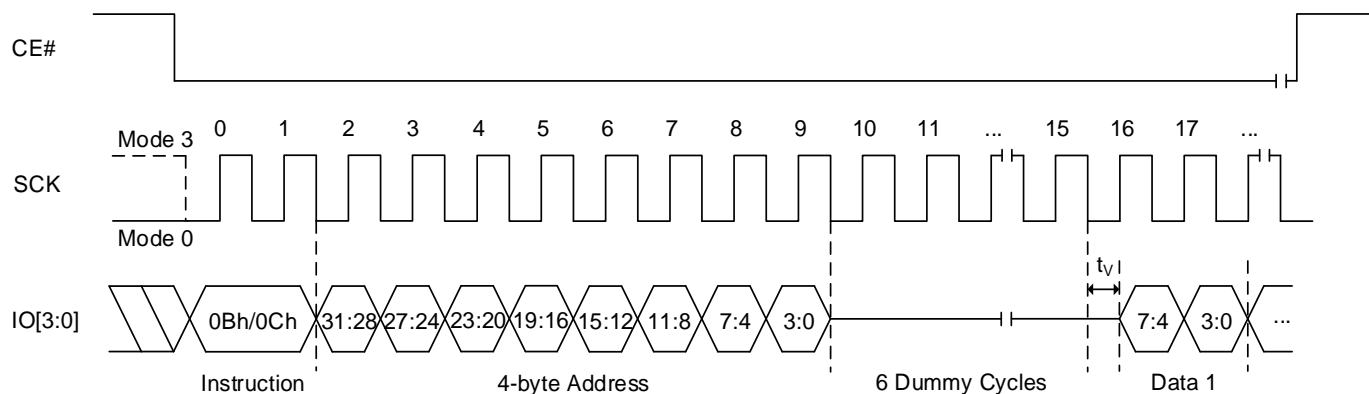 CE#
Mode 3
0 1 2 3 4 5 6 7 8 9 10 11 ... 15 16 17 ...
SCK
Mode 0
tV
IO[3:0]
0Bh/0Ch 31:28 27:24 23:20 19:16 15:12 11:8 7:4 3:0 7:4 3:0 ...
Instruction 4-byte Address 6 Dummy Cycles Data 1